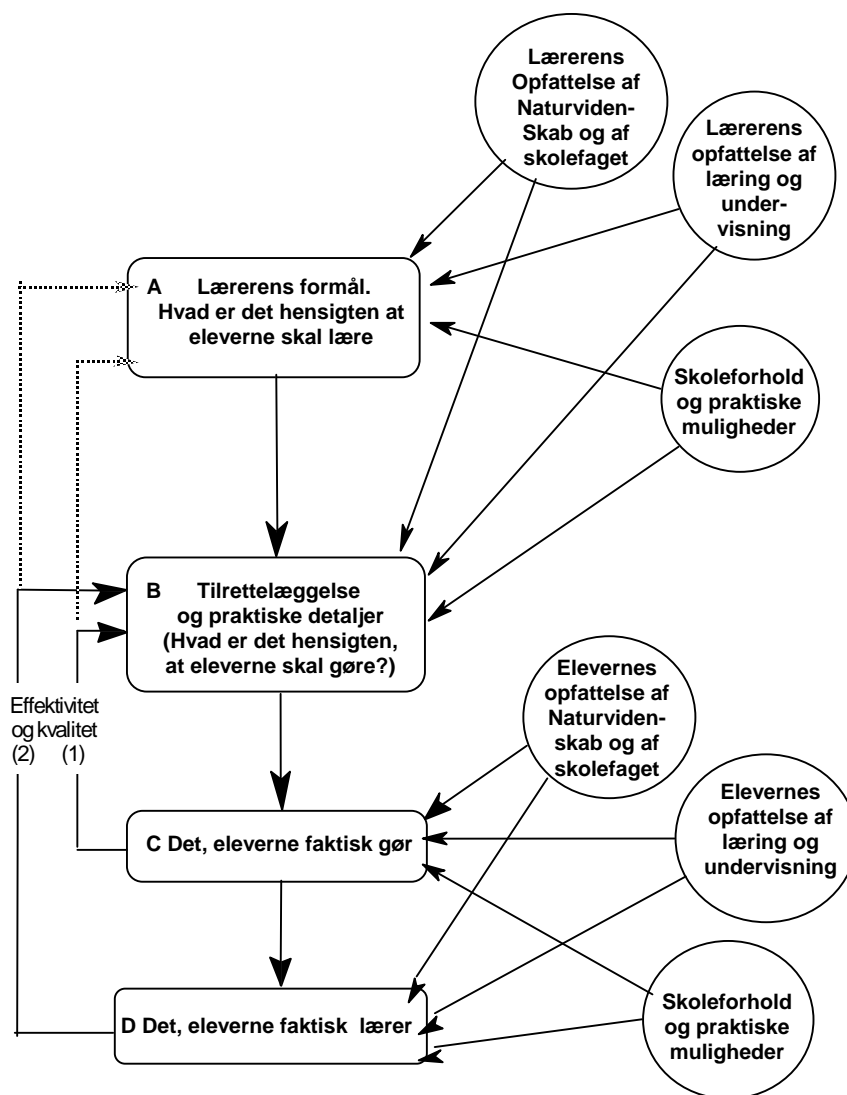 Lærerens
Opfattelse af
Naturviden-
Skab og af
skolefaget
Lærerens
opfattelse af
læring og
under-
visning
A Lærerens formål.
Hvad er det hensigten at
eleverne skal lære
Skoleforhold
og praktiske
muligheder
B Tilrettelæggelse
og praktiske detaljer
(Hvad er det hensigten,
at eleverne skal gøre?)
Effektivitet
og kvalitet
(2) (1)
Elevernes
opfattelse af
Naturviden-
skab og af
skolefaget
Elevernes
opfattelse af
læring og
undervisning
C Det, eleverne faktisk gør
D Det, eleverne faktisk lærer
Skoleforhold
og praktiske
muligheder